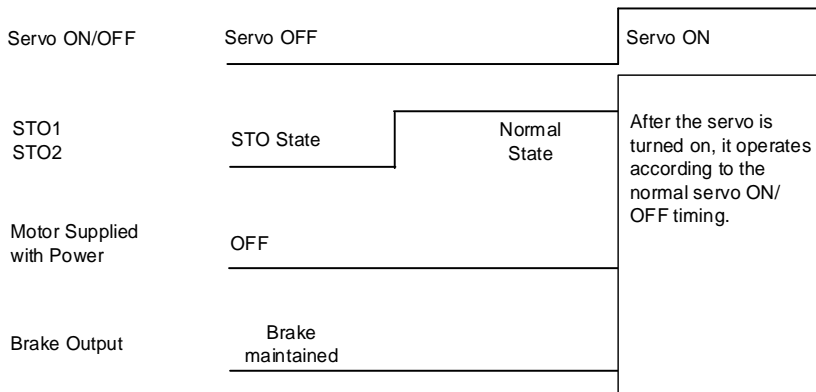 Servo ON/OFF
Servo OFF
Servo ON
STO1
STO2
STO State
Normal
State
After the servo is
turned on, it operates
according to the
normal servo ON/
OFF timing.
Motor Supplied
with Power
OFF
Brake Output
Brake
maintained